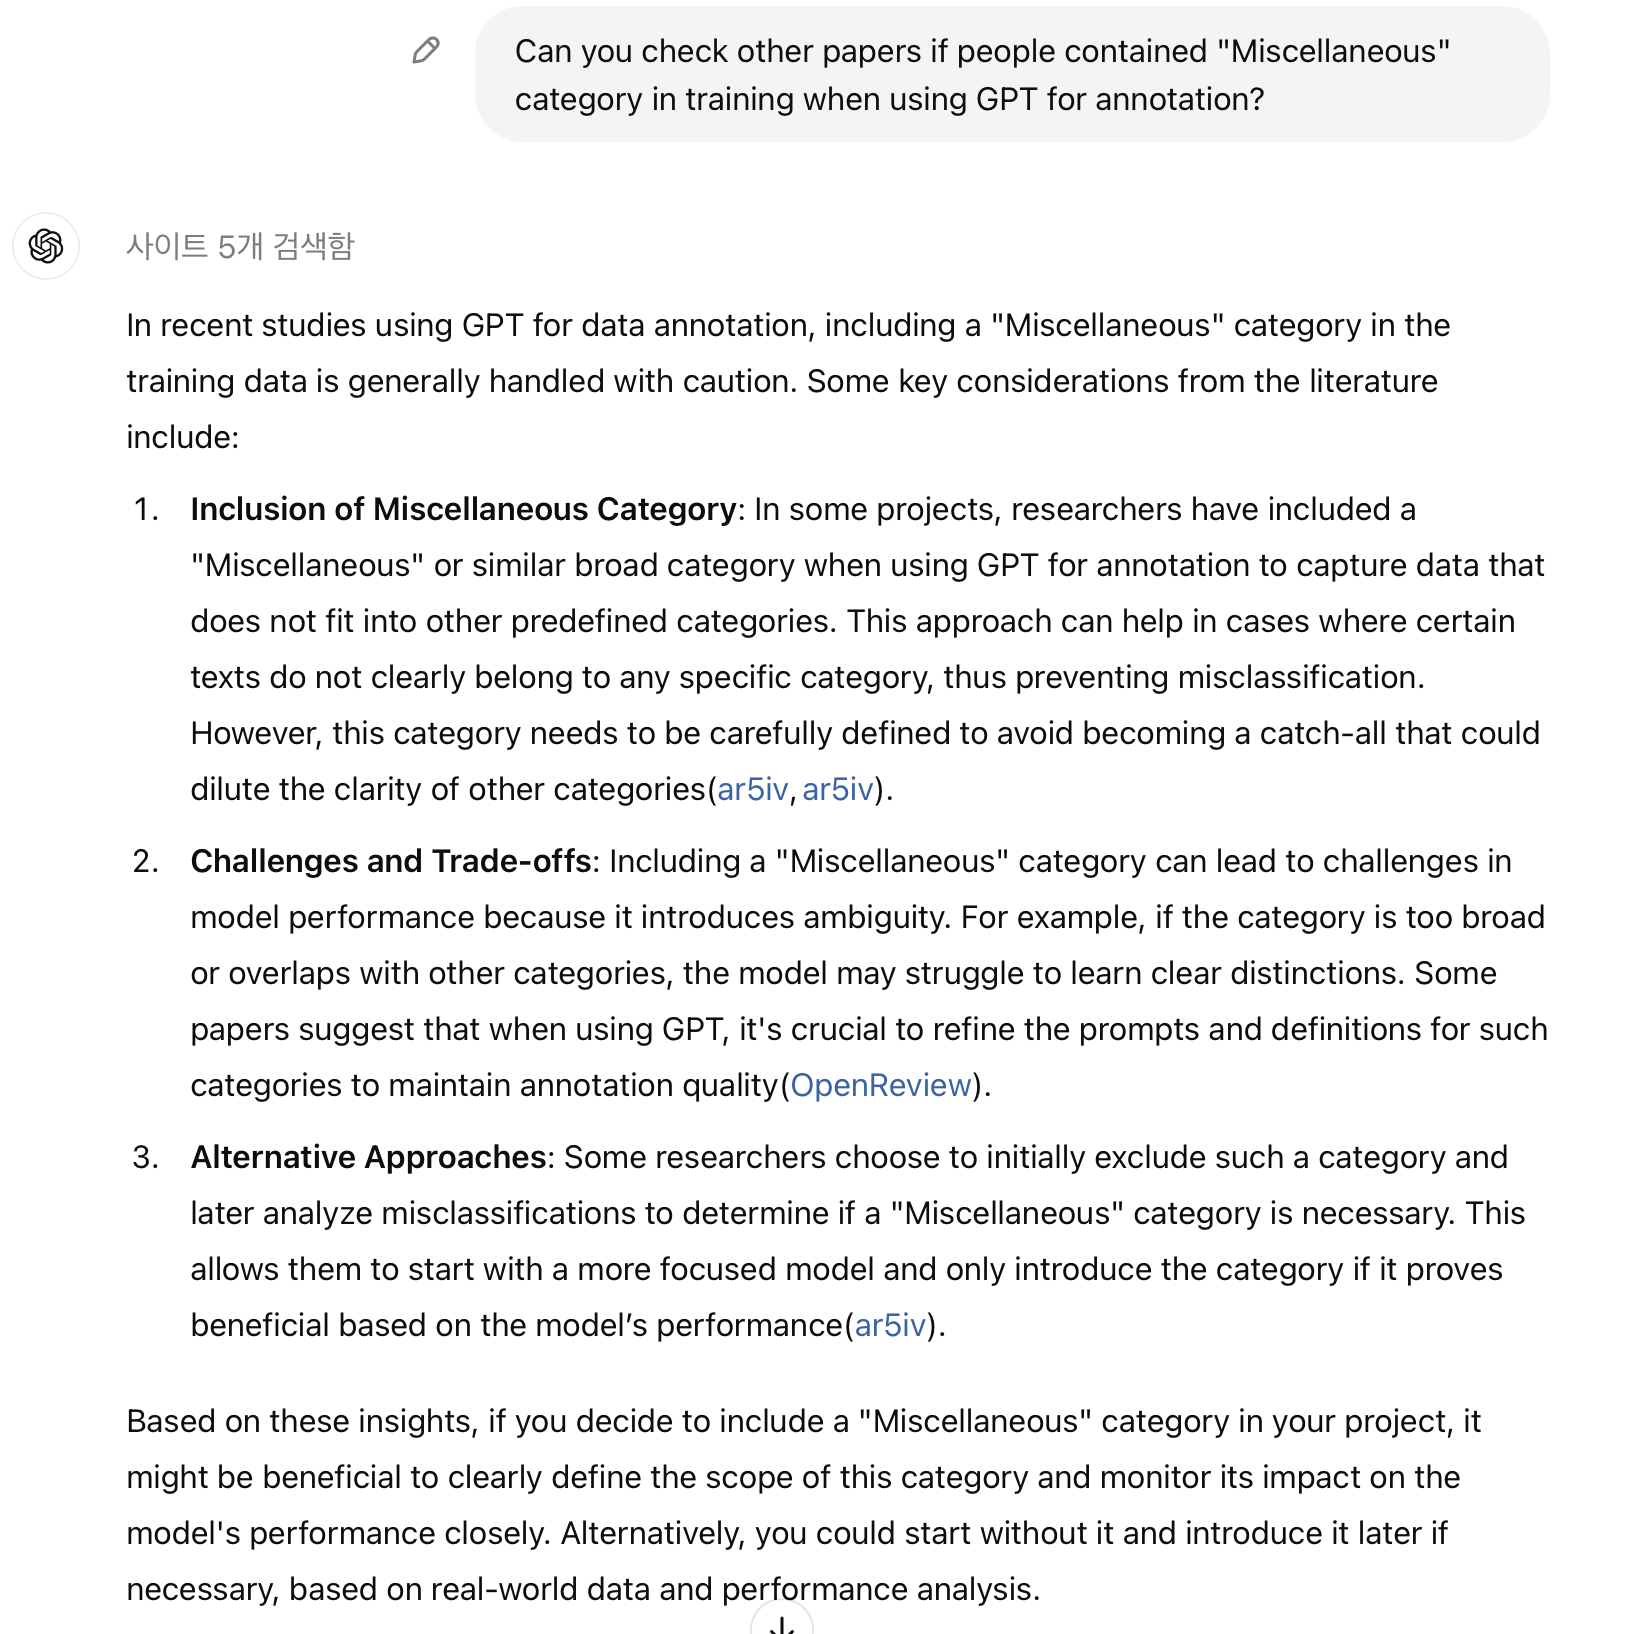 Can you check other papers if people contained "Miscellaneous"
category in training when using GPT for annotation?
사이트 5개 검색함
In recent studies using GPT for data annotation, including a "Miscellaneous" category in the
training data is generally handled with caution. Some key considerations from the literature
include:
1. Inclusion of Miscellaneous Category: In some projects, researchers have included a
"Miscellaneous" or similar broad category when using GPT for annotation to capture data that
does not fit into other predefined categories. This approach can help in cases where certain
texts do not clearly belong to any specific category, thus preventing misclassification.
However, this category needs to be carefully defined to avoid becoming a catch-all that could
dilute the clarity of other categories(ar5iv, ar5iv).
2. Challenges and Trade-offs: Including a "Miscellaneous" category can lead to challenges in
model performance because it introduces ambiguity. For example, if the category is too broad
or overlaps with other categories, the model may struggle to learn clear distinctions. Some
papers suggest that when using GPT, it's crucial to refine the prompts and definitions for such
categories to maintain annotation quality(OpenReview).
3. Alternative Approaches: Some researchers choose to initially exclude such a category and
later analyze misclassifications to determine if a "Miscellaneous" category is necessary. This
allows them to start with a more focused model and only introduce the category if it proves
beneficial based on the model’s performance(ar5iv).
Based on these insights, if you decide to include a "Miscellaneous" category in your project, it
might be beneficial to clearly define the scope of this category and monitor its impact on the
model's performance closely. Alternatively, you could start without it and introduce it later if
necessary, based on real-world data and performance analysis.